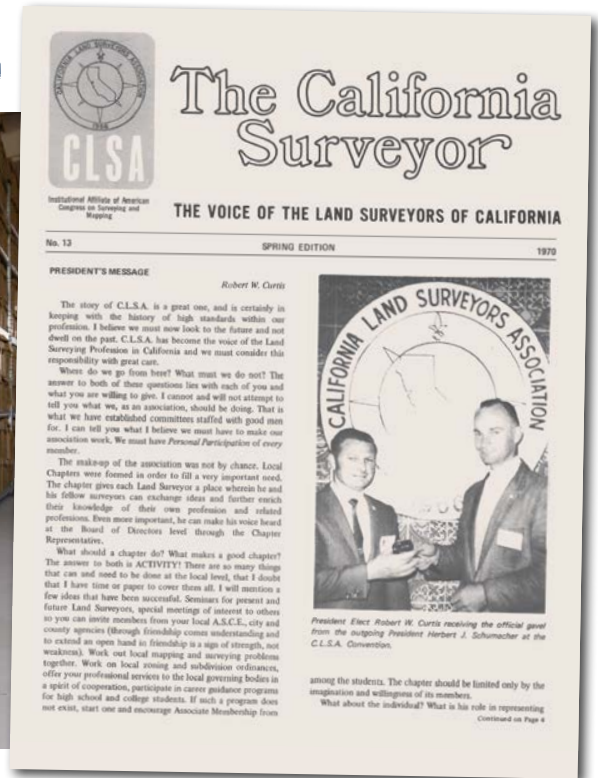 CALIFORNIA LAND SURVEYORS ASSOCIATION
1966
CLSA
Institutional Affiliate of American
Congress on Surveying and
Mapping
The California
Surveyor
THE VOICE OF THE LAND SURVEYORS OF CALIFORNIA
No. 13
SPRING EDITION
1970
PRESIDENT'S MESSAGE
Robert W. Curtis
The story of C.L.S.A. is a great one, and is certainly in
keeping with the history of high standards within our
profession. I believe we must now look to the future and not
dwell on the past. C.L.S.A. has become the voice of the Land
Surveying Profession in California and we must consider this
responsibility with great care.
Where do we go from here? What must we do not? The
answer to both of these questions lies with each of you and
what you are willing to give. I cannot and will not attempt to
tell you what we, as an association, should be doing. That is
what we have established committees staffed with good men
for. I can tell you what I believe we must have to make our
association work. We must have Personal Participation of every
member.
The make-up of the association was not by chance. Local
Chapters were formed in order to fill a very important need.
The chapter gives each Land Surveyor a place wherein he and
his fellow surveyors can exchange ideas and further enrich
their knowledge of their own profession and related
professions. Even more important, he can make his voice heard
at the Board of Directors level through the Chapter
Representative.
What should a chapter do? What makes a good chapter?
The answer to both is ACTIVITY! There are so many things
that can and need to be done at the local level, that I doubt
that I have time or paper to cover them all. I will mention a
few ideas that have been successful. Seminars for present and
future Land Surveyors, special meetings of interest to others
so you can invite members from your local A.S.C.E., city and
county agencies (through friendship comes understanding and
to extend an open hand in friendship is a sign of strength, not
weakness). Work out local mapping and surveying problems
together. Work on local zoning and subdivision ordinances,
offer your professional services to the local governing bodies in
a spirit of cooperation, participate in career guidance programs
for high school and college students. If such a program does
not exist, start one and encourage Associate Membership from
CALIFORNIA LAND SURVEYORS ASSOCIATION
President Elect Robert W. Curtis receiving the official gavel
from the outgoing President Herbert J. Schumacher at the
C.L.S.A. Convention.
among the students. The chapter should be limited only by the
imagination and willingness of its members.
What about the individual? What is his role in representing
Continued on Page 4